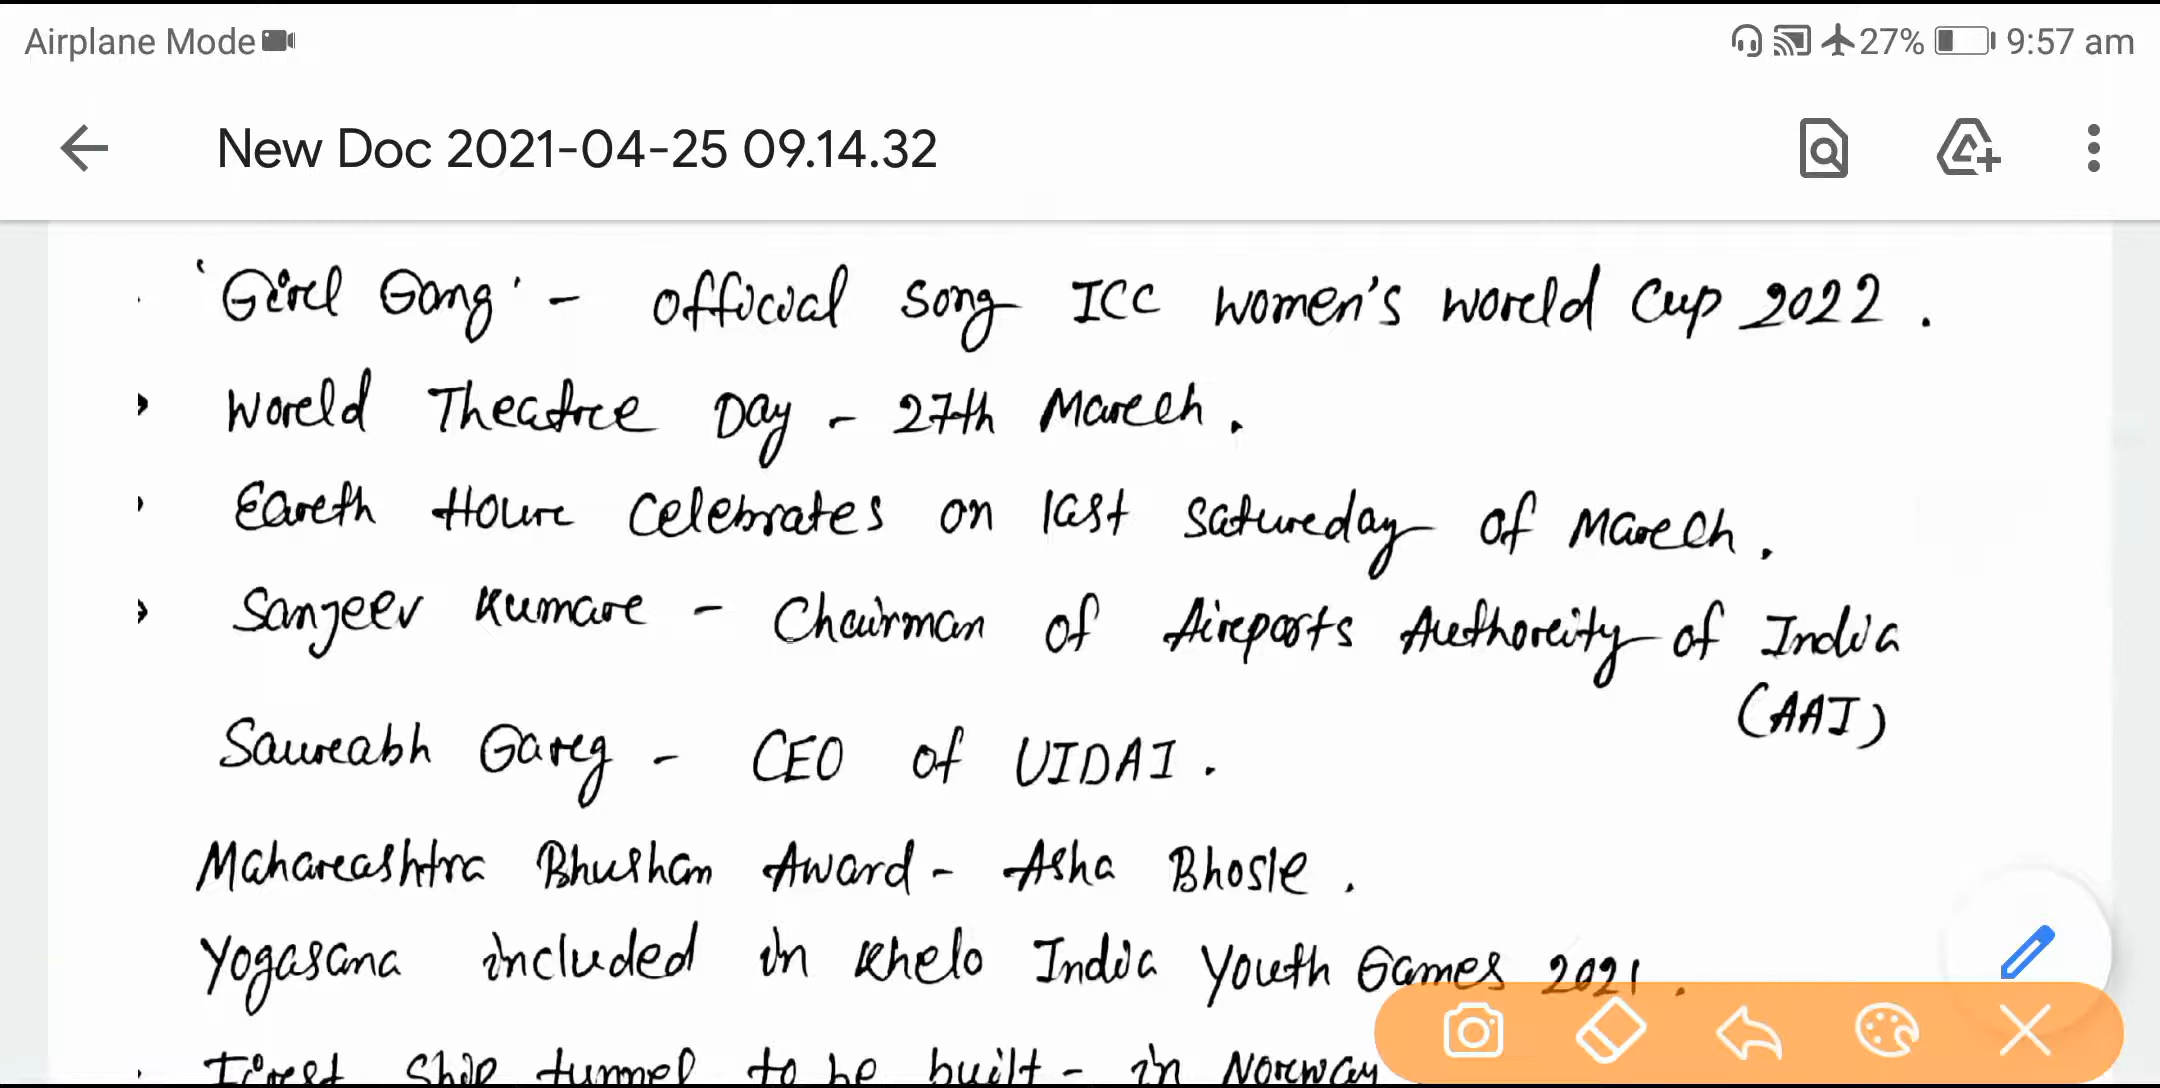 Airplane Mode 27% 9:57 am
New Doc 2021-04-25 09.14.32
'Girl Gang' - official song ICC women's world Cup 2022.
World Theatre Day - 27th March.
Earth Hour celebrates on last saturday of March.
Sanjeev Kumar - Chairman of Airports Authority of India
(AAI)
Saurabh Garg - CEO of UIDAI.
Maharashtra Bhushan Award - Asha Bhosle.
Yogasana included in Khelo India Youth Games 2021.
First ship tunnel to be built - in Norway